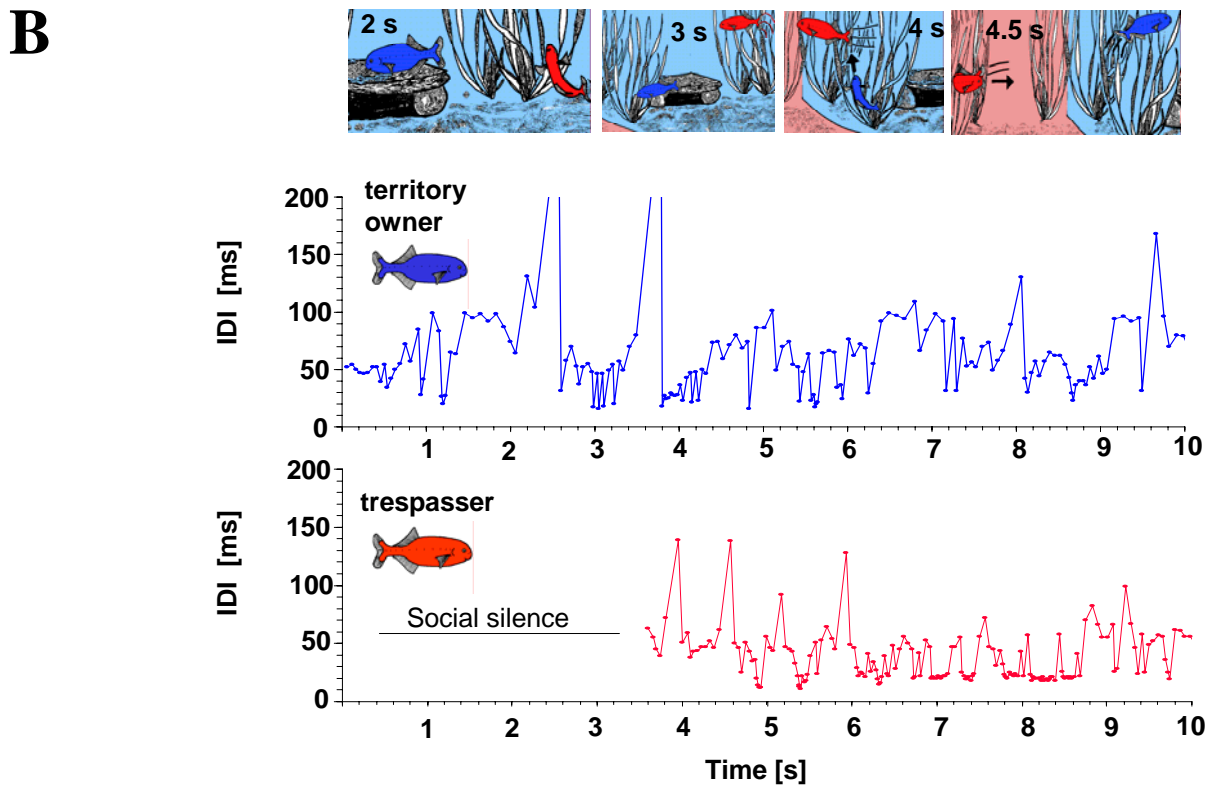 B
2 s
3 s
4 s
4.5 s
territory
owner
IDI [ms]
200
150
100
50
0
1 2 3 4 5 6 7 8 9 10
trespasser
Social silence
IDI [ms]
200
150
100
50
0
1 2 3 4 5 6 7 8 9 10
Time [s]